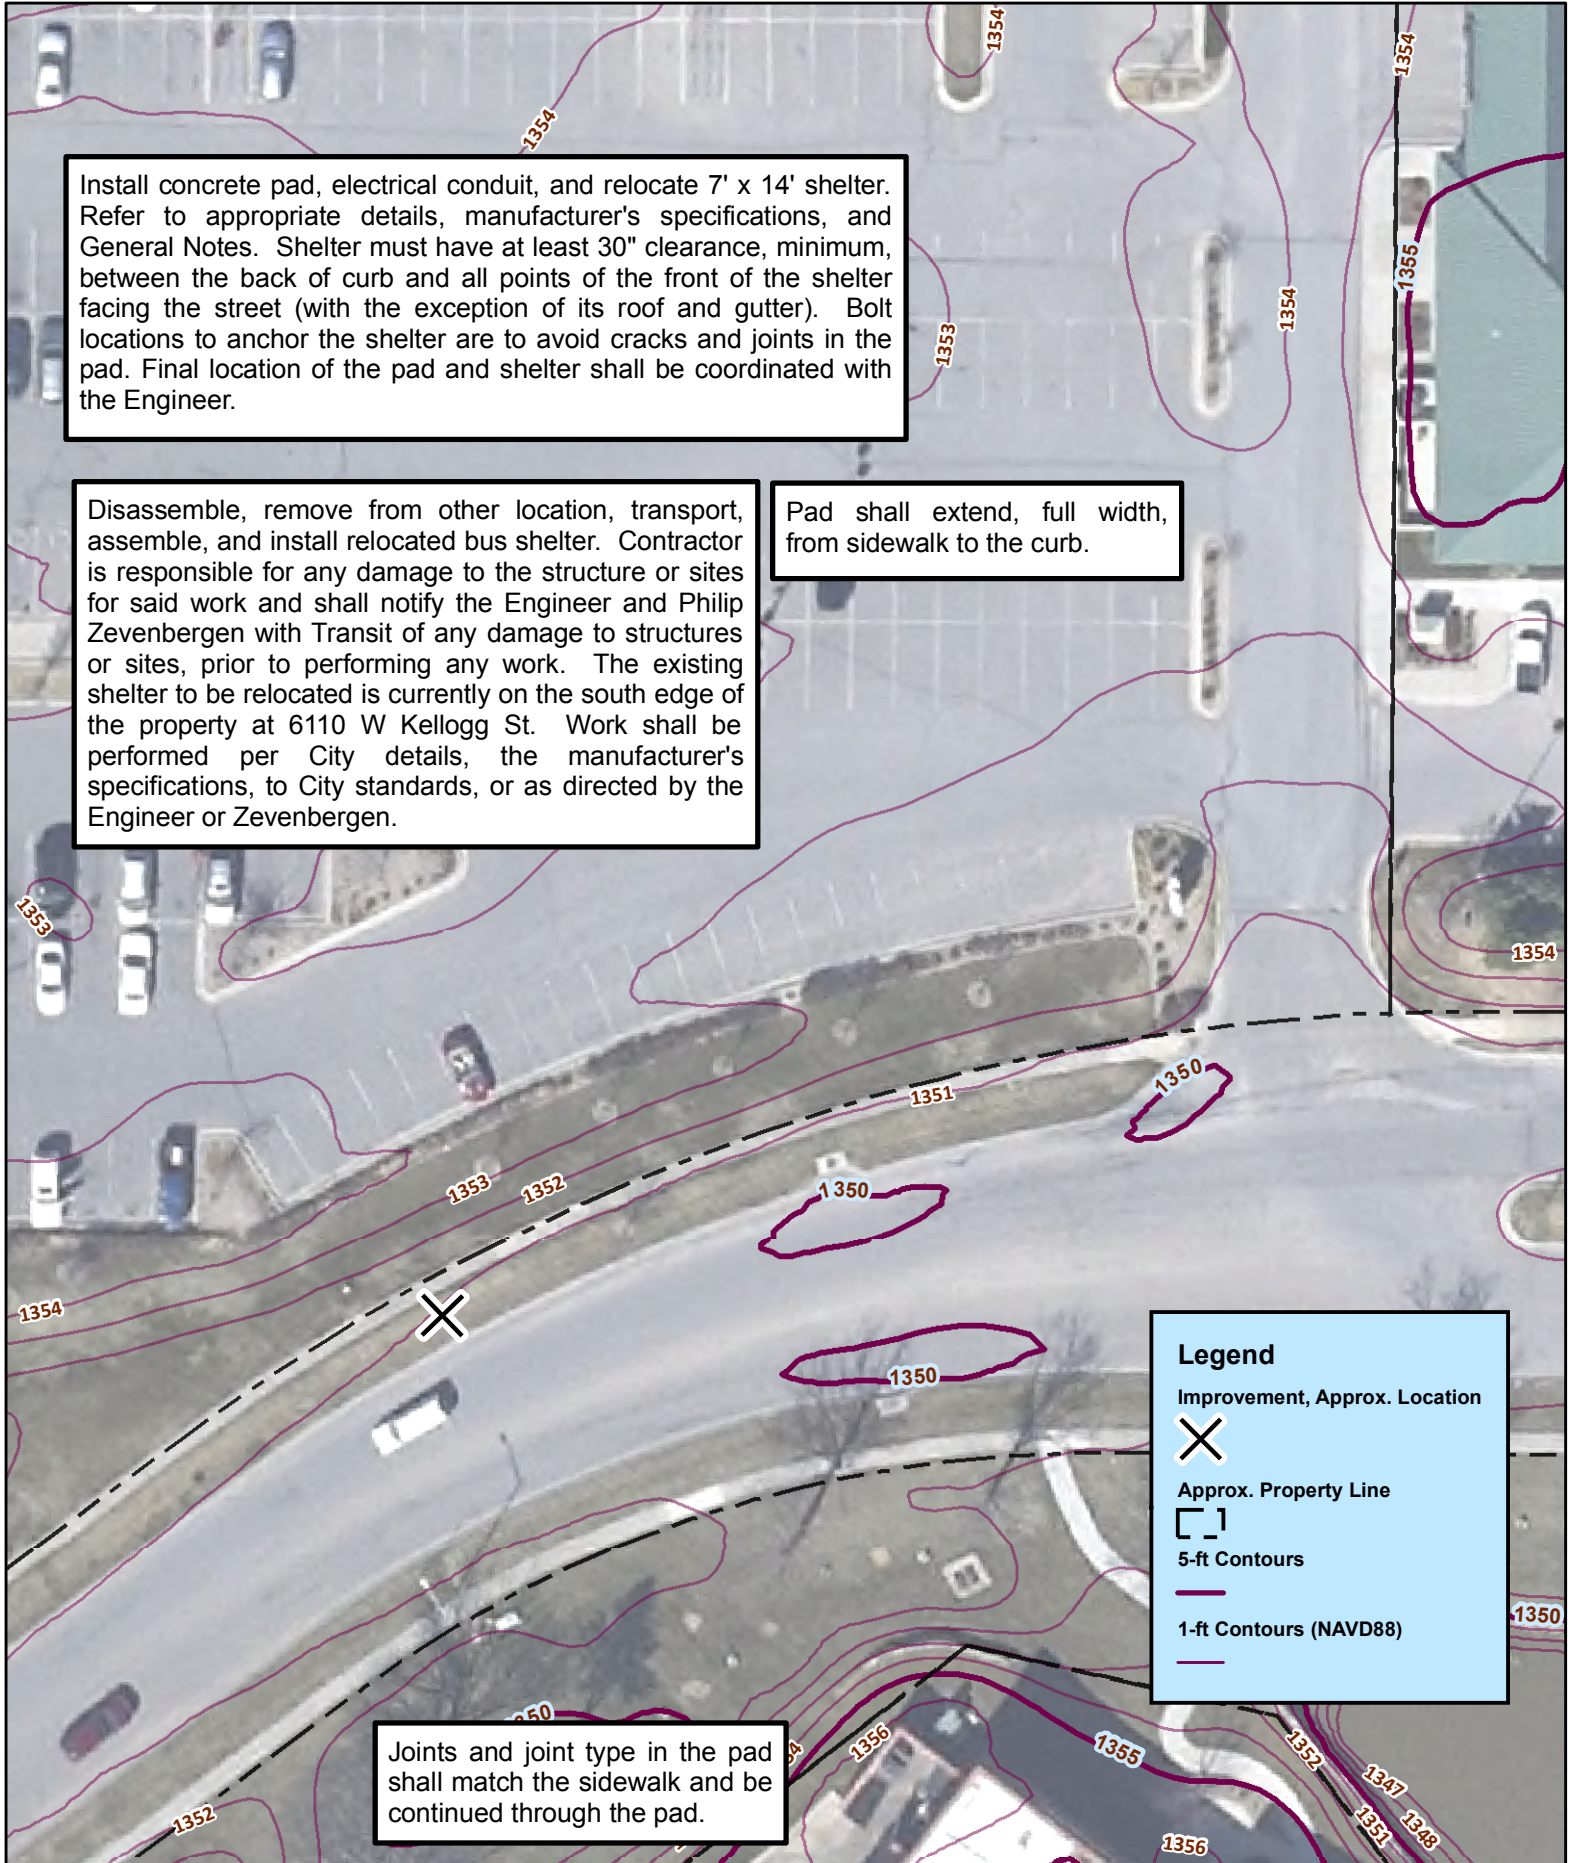 1354
1354
1354
1354
Install concrete pad, electrical conduit, and relocate 7' x 14' shelter.
Refer to appropriate details, manufacturer's specifications, and
General Notes. Shelter must have at least 30" clearance, minimum,
between the back of curb and all points of the front of the shelter
facing the street (with the exception of its roof and gutter). Bolt
locations to anchor the shelter are to avoid cracks and joints in the
pad. Final location of the pad and shelter shall be coordinated with
the Engineer.
1355
1354
1353
Disassemble, remove from other location, transport,
assemble, and install relocated bus shelter. Contractor
is responsible for any damage to the structure or sites
for said work and shall notify the Engineer and Philip
Zevenbergen with Transit of any damage to structures
or sites, prior to performing any work. The existing
shelter to be relocated is currently on the south edge of
the property at 6110 W Kellogg St. Work shall be
performed per City details, the manufacturer's
specifications, to City standards, or as directed by the
Engineer or Zevenbergen.
Pad shall extend, full width,
from sidewalk to the curb.
1353
1354
1350
1351
1353
1352
1350
1354
1350
Legend
Improvement, Approx. Location
Approx. Property Line
5-ft Contours
1-ft Contours (NAVD88)
1350
Joints and joint type in the pad
shall match the sidewalk and be
continued through the pad.
1356
1355
1352
1347
1348
1351
1352
1356